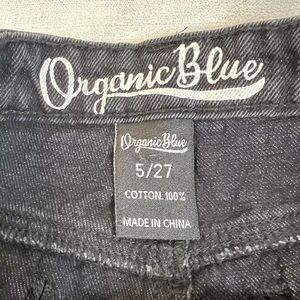 Organic Blue
Organic Blue
5/27
COTTON: 100%
MADE IN CHINA